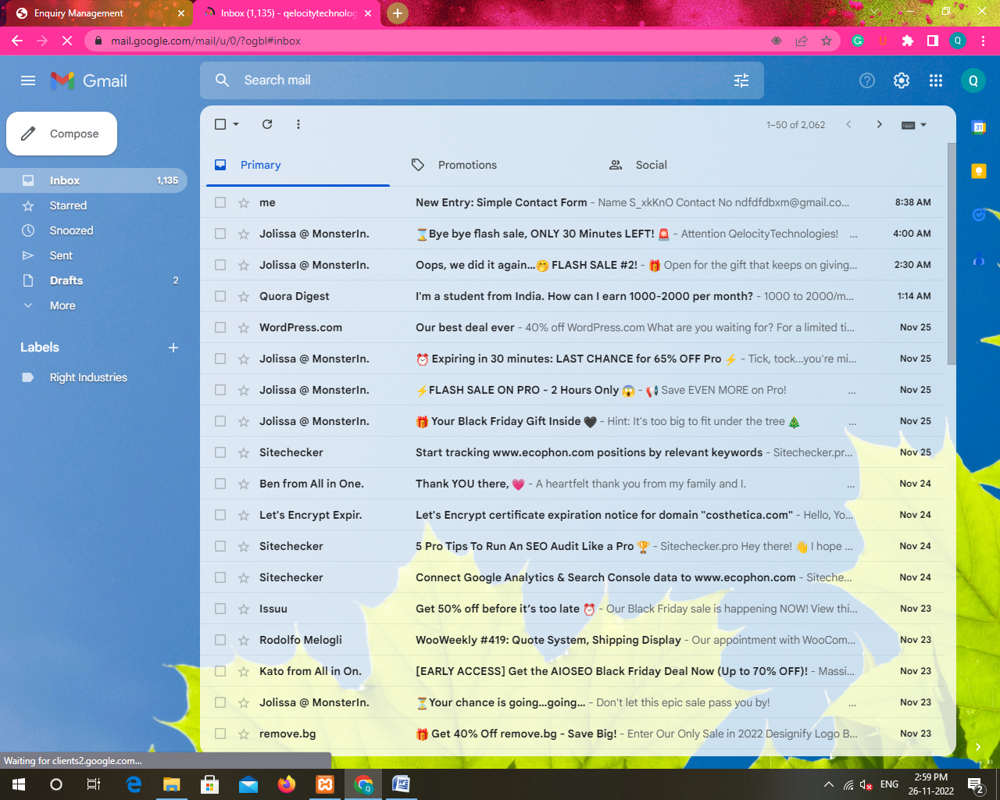 Enquiry Management
Inbox (1,135) - qelocitytechnolog
mail.google.com/mail/u/0/?ogbl#inbox
Q
Gmail
Search mail
Q
Compose
1–50 of 2,062
Inbox 1,135
Starred
Snoozed
Sent
Drafts 2
More
Labels
Right Industries
Primary Promotions Social
me New Entry: Simple Contact Form - Name S_xkKnO Contact No ndfdfdbxm@gmail.co... 8:38 AM
Jolissa @ MonsterIn. ⌛Bye bye flash sale, ONLY 30 Minutes LEFT! 🚨 - Attention QelocityTechnologies! ... 4:00 AM
Jolissa @ MonsterIn. Oops, we did it again...🤭 FLASH SALE #2! - 🎁 Open for the gift that keeps on giving... 2:30 AM
Quora Digest I'm a student from India. How can I earn 1000-2000 per month? - 1000 to 2000/m... 1:14 AM
WordPress.com Our best deal ever - 40% off WordPress.com What are you waiting for? For a limited ti... Nov 25
Jolissa @ MonsterIn. ⏰ Expiring in 30 minutes: LAST CHANCE for 65% OFF Pro ⚡ - Tick, tock...you're mi... Nov 25
Jolissa @ MonsterIn. ⚡FLASH SALE ON PRO - 2 Hours Only 😱 - 📢 Save EVEN MORE on Pro! ... Nov 25
Jolissa @ MonsterIn. 🎁 Your Black Friday Gift Inside 🖤 - Hint: It's too big to fit under the tree 🎄 ... Nov 25
Sitechecker Start tracking www.ecophon.com positions by relevant keywords - Sitechecker.pr... Nov 25
Ben from All in One. Thank YOU there, 💗 - A heartfelt thank you from my family and I. ... Nov 24
Let's Encrypt Expir. Let's Encrypt certificate expiration notice for domain "costhetica.com" - Hello, Yo... Nov 24
Sitechecker 5 Pro Tips To Run An SEO Audit Like a Pro 🏆 - Sitechecker.pro Hey there! 👋 I hope ... Nov 24
Sitechecker Connect Google Analytics & Search Console data to www.ecophon.com - Siteche... Nov 24
Issuu Get 50% off before it’s too late ⏰ - Our Black Friday sale is happening NOW! View thi... Nov 23
Rodolfo Melogli WooWeekly #419: Quote System, Shipping Display - Our appointment with WooCom... Nov 23
Kato from All in On. [EARLY ACCESS] Get the AIOSEO Black Friday Deal Now (Up to 70% OFF)! - Massi... Nov 23
Jolissa @ MonsterIn. ⏳Your chance is going...going... - Don't let this epic sale pass you by! ... Nov 23
remove.bg 🎁 Get 40% Off remove.bg - Save Big! - Enter Our Only Sale in 2022 Designify Logo B... Nov 23
Waiting for clients2.google.com...
ENG
2:59 PM
26-11-2022
2
31